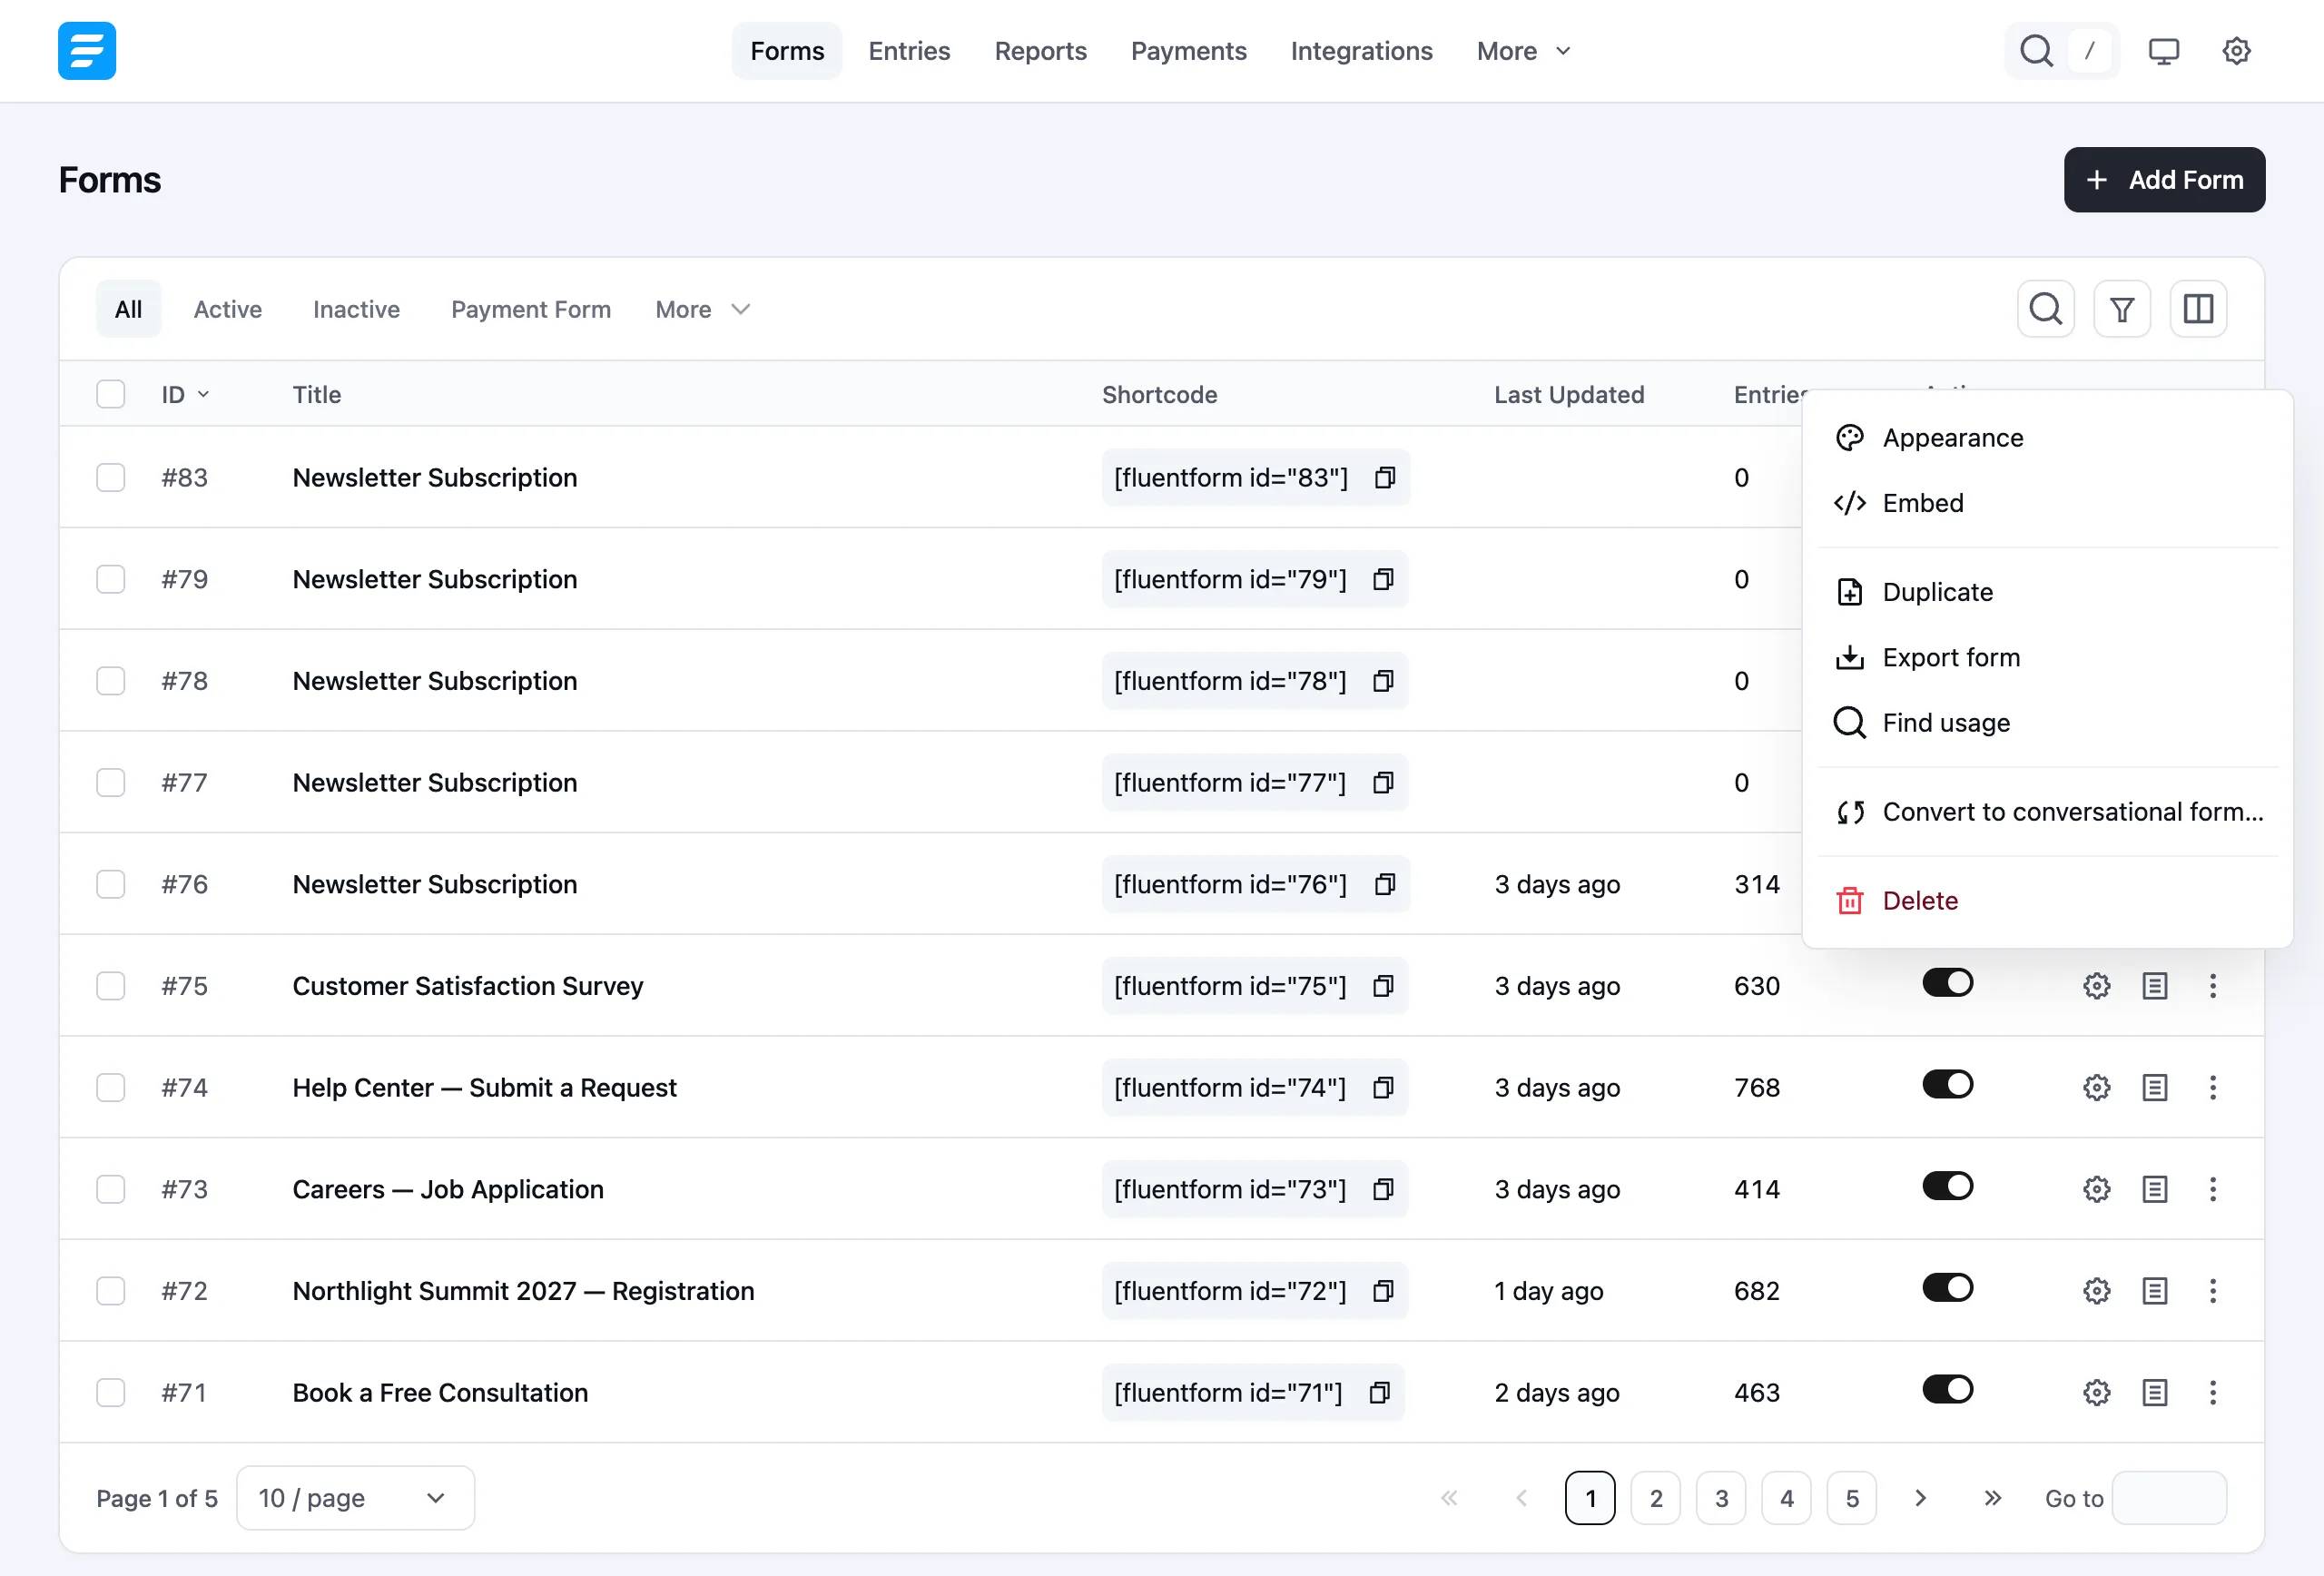 Forms Entries Reports Payments Integrations More /
Forms
+ Add Form
All Active Inactive Payment Form More
ID Title Shortcode Last Updated Entries
#83 Newsletter Subscription [fluentform id="83"] 0
#79 Newsletter Subscription [fluentform id="79"] 0
#78 Newsletter Subscription [fluentform id="78"] 0
#77 Newsletter Subscription [fluentform id="77"] 0
#76 Newsletter Subscription [fluentform id="76"] 3 days ago 314
Appearance
Embed
Duplicate
Export form
Find usage
Convert to conversational form...
Delete
#75 Customer Satisfaction Survey [fluentform id="75"] 3 days ago 630
#74 Help Center — Submit a Request [fluentform id="74"] 3 days ago 768
#73 Careers — Job Application [fluentform id="73"] 3 days ago 414
#72 Northlight Summit 2027 — Registration [fluentform id="72"] 1 day ago 682
#71 Book a Free Consultation [fluentform id="71"] 2 days ago 463
Page 1 of 5 10 / page 1 2 3 4 5 Go to